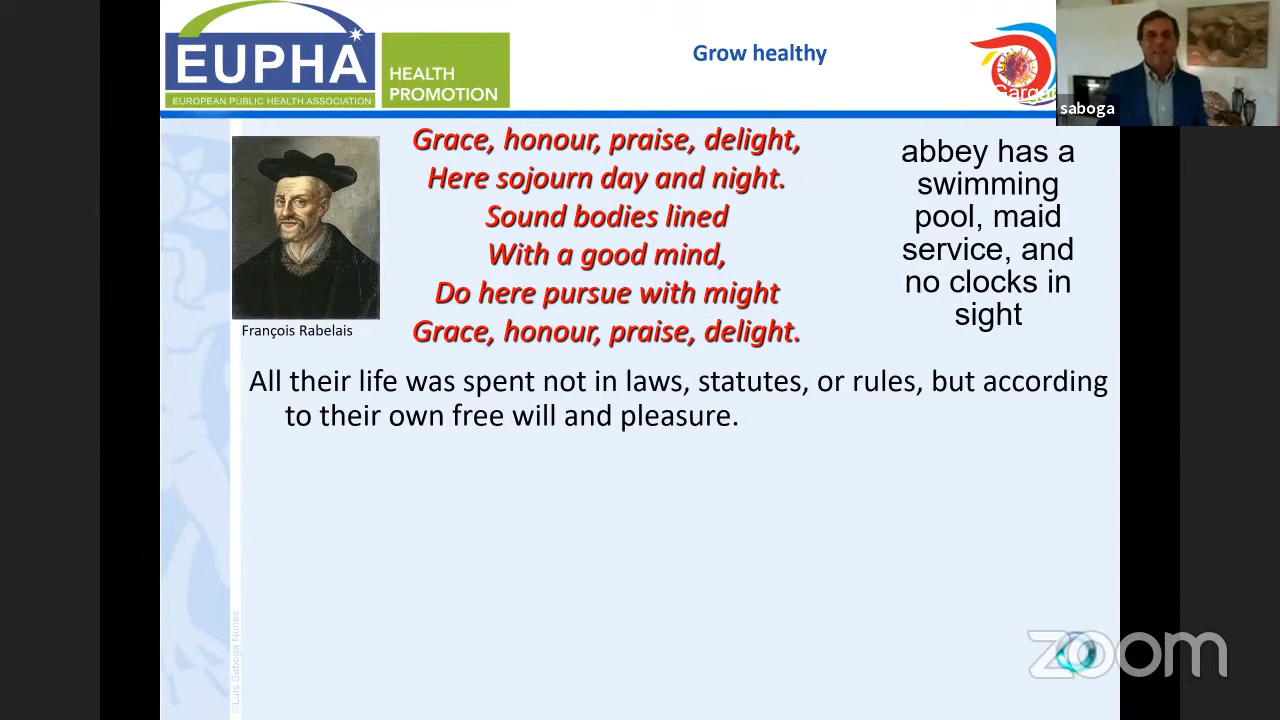 EUPHA
EUROPEAN PUBLIC HEALTH ASSOCIATION
HEALTH
PROMOTION
Grow healthy
saboga
Grace, honour, praise, delight,
Here sojourn day and night.
Sound bodies lined
With a good mind,
Do here pursue with might
Grace, honour, praise, delight.
François Rabelais
abbey has a
swimming
pool, maid
service, and
no clocks in
sight
All their life was spent not in laws, statutes, or rules, but according
to their own free will and pleasure.
©Luís Saboga Nunes
zoom